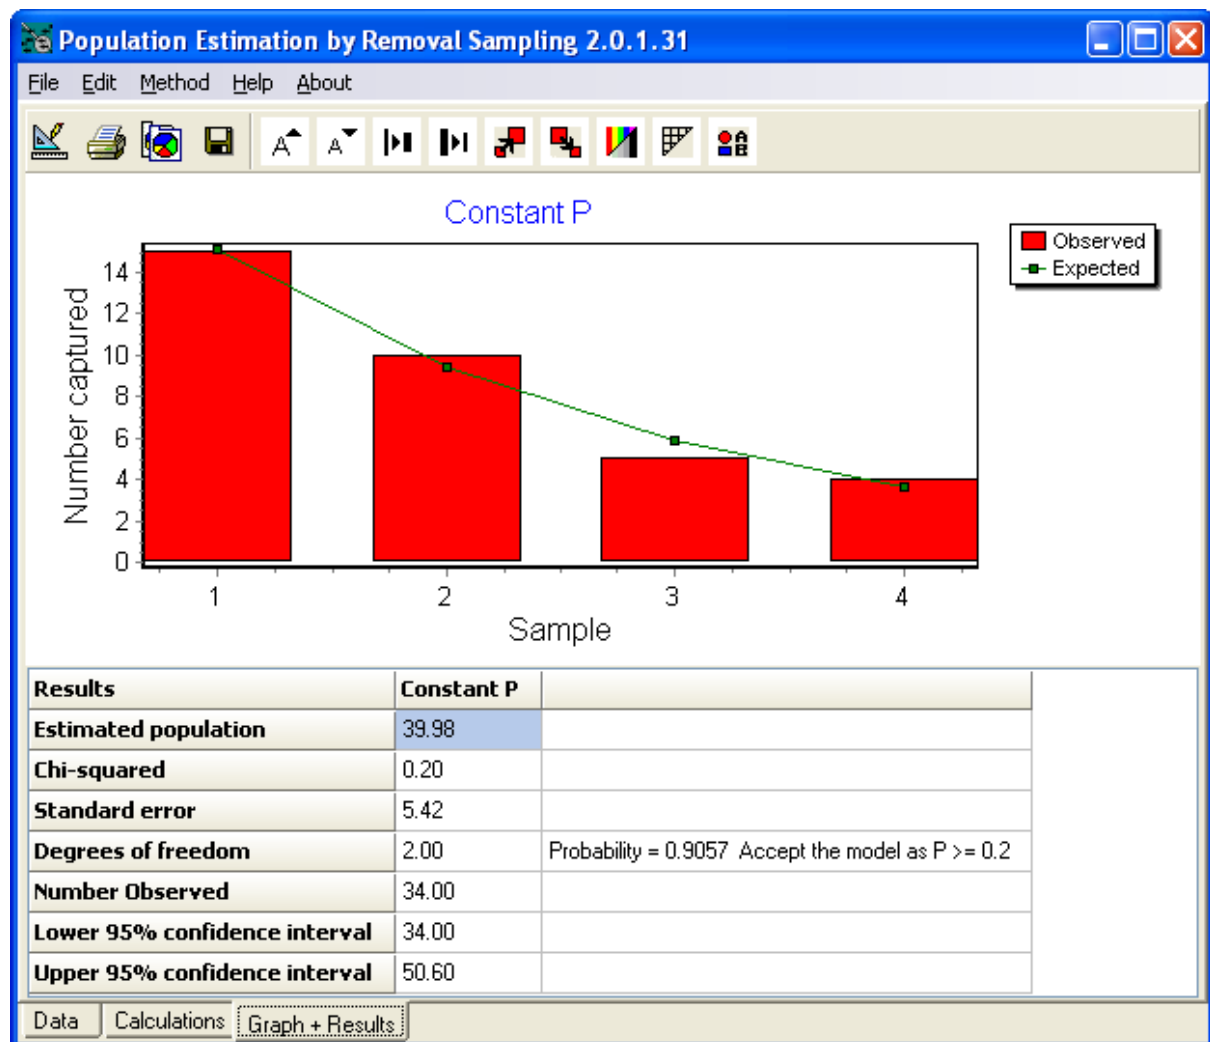 Population Estimation by Removal Sampling 2.0.1.31
File Edit Method Help About
A A
A B
Constant P
Observed
Expected
Number captured
14
12
10
8
6
4
2
0
1 2 3 4
Sample
Results Constant P
Estimated population 39.98
Chi-squared 0.20
Standard error 5.42
Degrees of freedom 2.00 Probability = 0.9057 Accept the model as P >= 0.2
Number Observed 34.00
Lower 95% confidence interval 34.00
Upper 95% confidence interval 50.60
Data Calculations Graph + Results